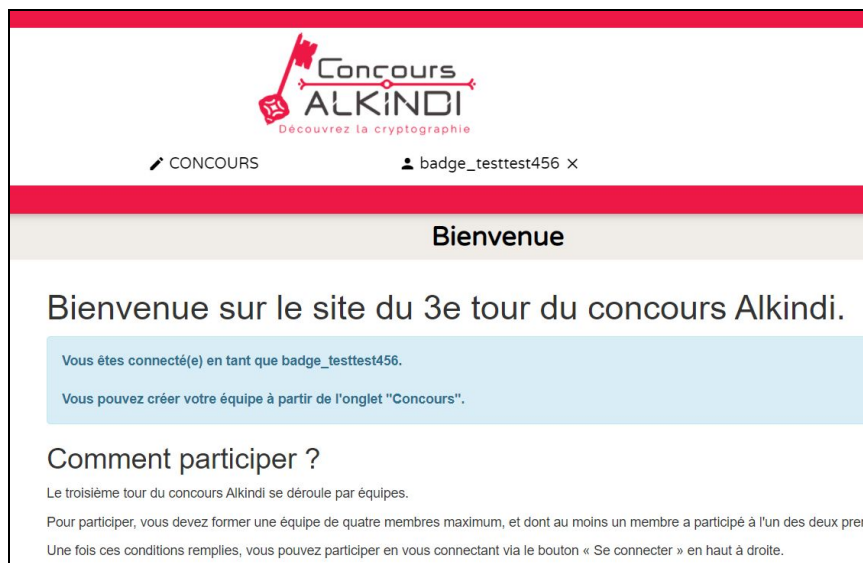 Concours
ALKINDI
Découvrez la cryptographie
CONCOURS badge_testtest456 ×
Bienvenue
Bienvenue sur le site du 3e tour du concours Alkindi.
Vous êtes connecté(e) en tant que badge_testtest456.
Vous pouvez créer votre équipe à partir de l'onglet "Concours".
Comment participer ?
Le troisième tour du concours Alkindi se déroule par équipes.
Pour participer, vous devez former une équipe de quatre membres maximum, et dont au moins un membre a participé à l'un des deux
Une fois ces conditions remplies, vous pouvez participer en vous connectant via le bouton « Se connecter » en haut à droite.